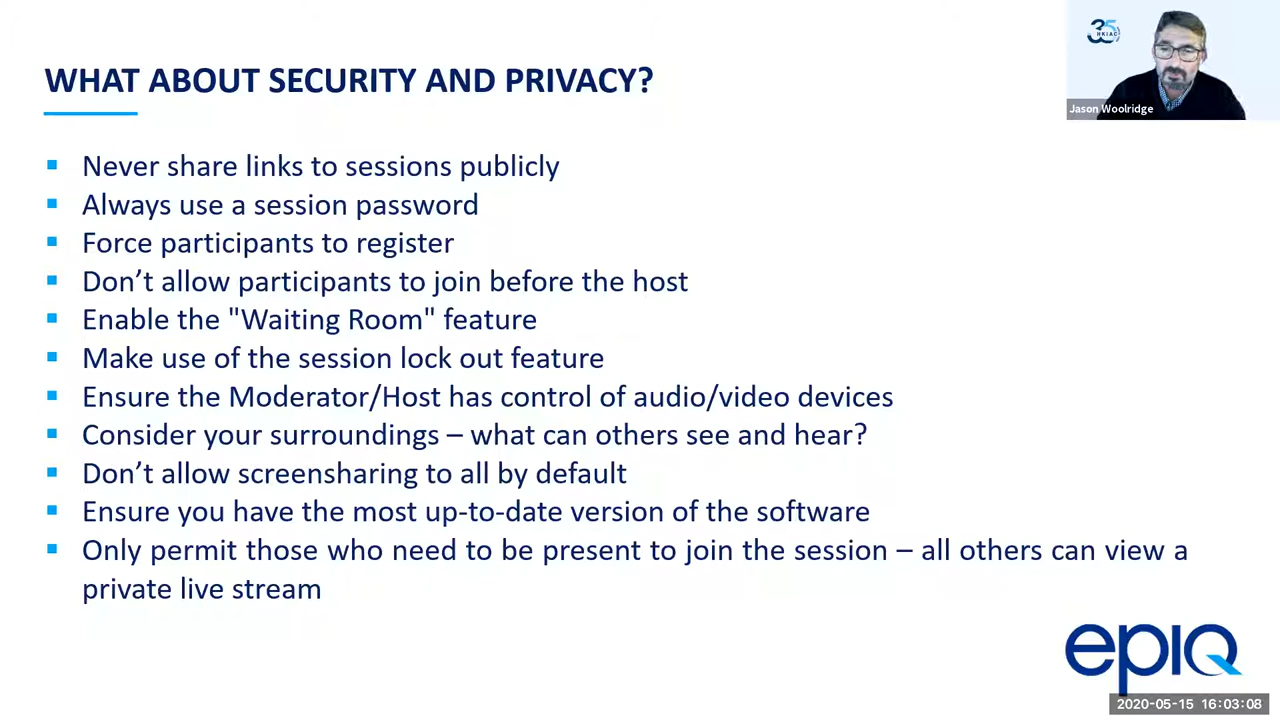 WHAT ABOUT SECURITY AND PRIVACY?
35
HKIAC
Jason Woolridge
Never share links to sessions publicly
Always use a session password
Force participants to register
Don’t allow participants to join before the host
Enable the "Waiting Room" feature
Make use of the session lock out feature
Ensure the Moderator/Host has control of audio/video devices
Consider your surroundings – what can others see and hear?
Don’t allow screensharing to all by default
Ensure you have the most up-to-date version of the software
Only permit those who need to be present to join the session – all others can view a
private live stream
epiq
2020-05-15 16:03:08